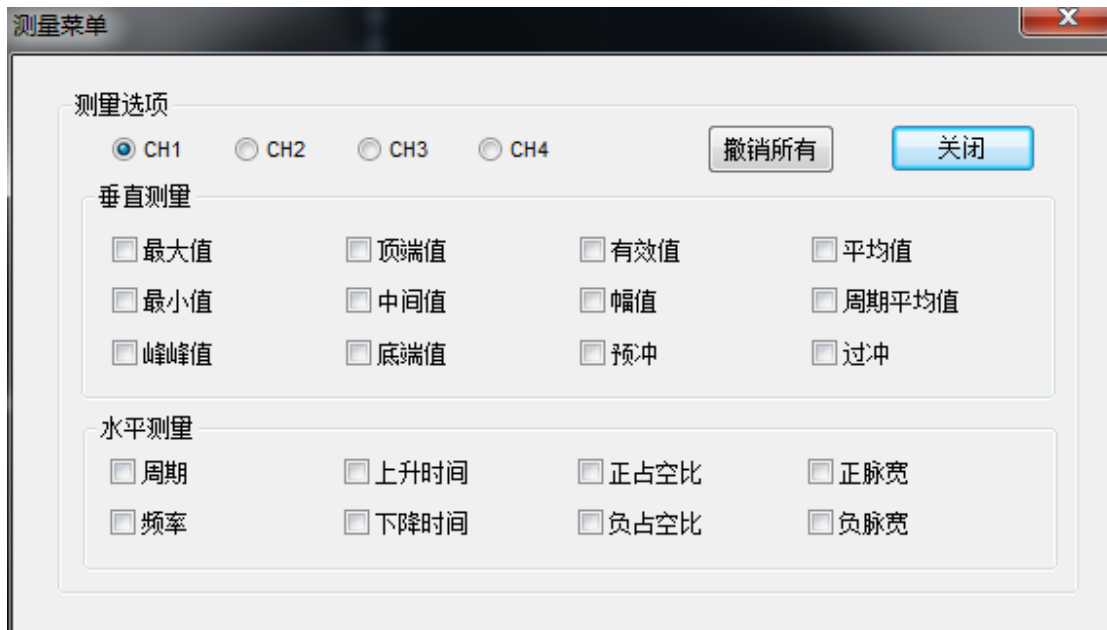 测量菜单
测量选项
CH1 CH2 CH3 CH4 撤销所有 关闭
垂直测量
最大值 顶端值 有效值 平均值
最小值 中间值 幅值 周期平均值
峰峰值 底端值 预冲 过冲
水平测量
周期 上升时间 正占空比 正脉宽
频率 下降时间 负占空比 负脉宽